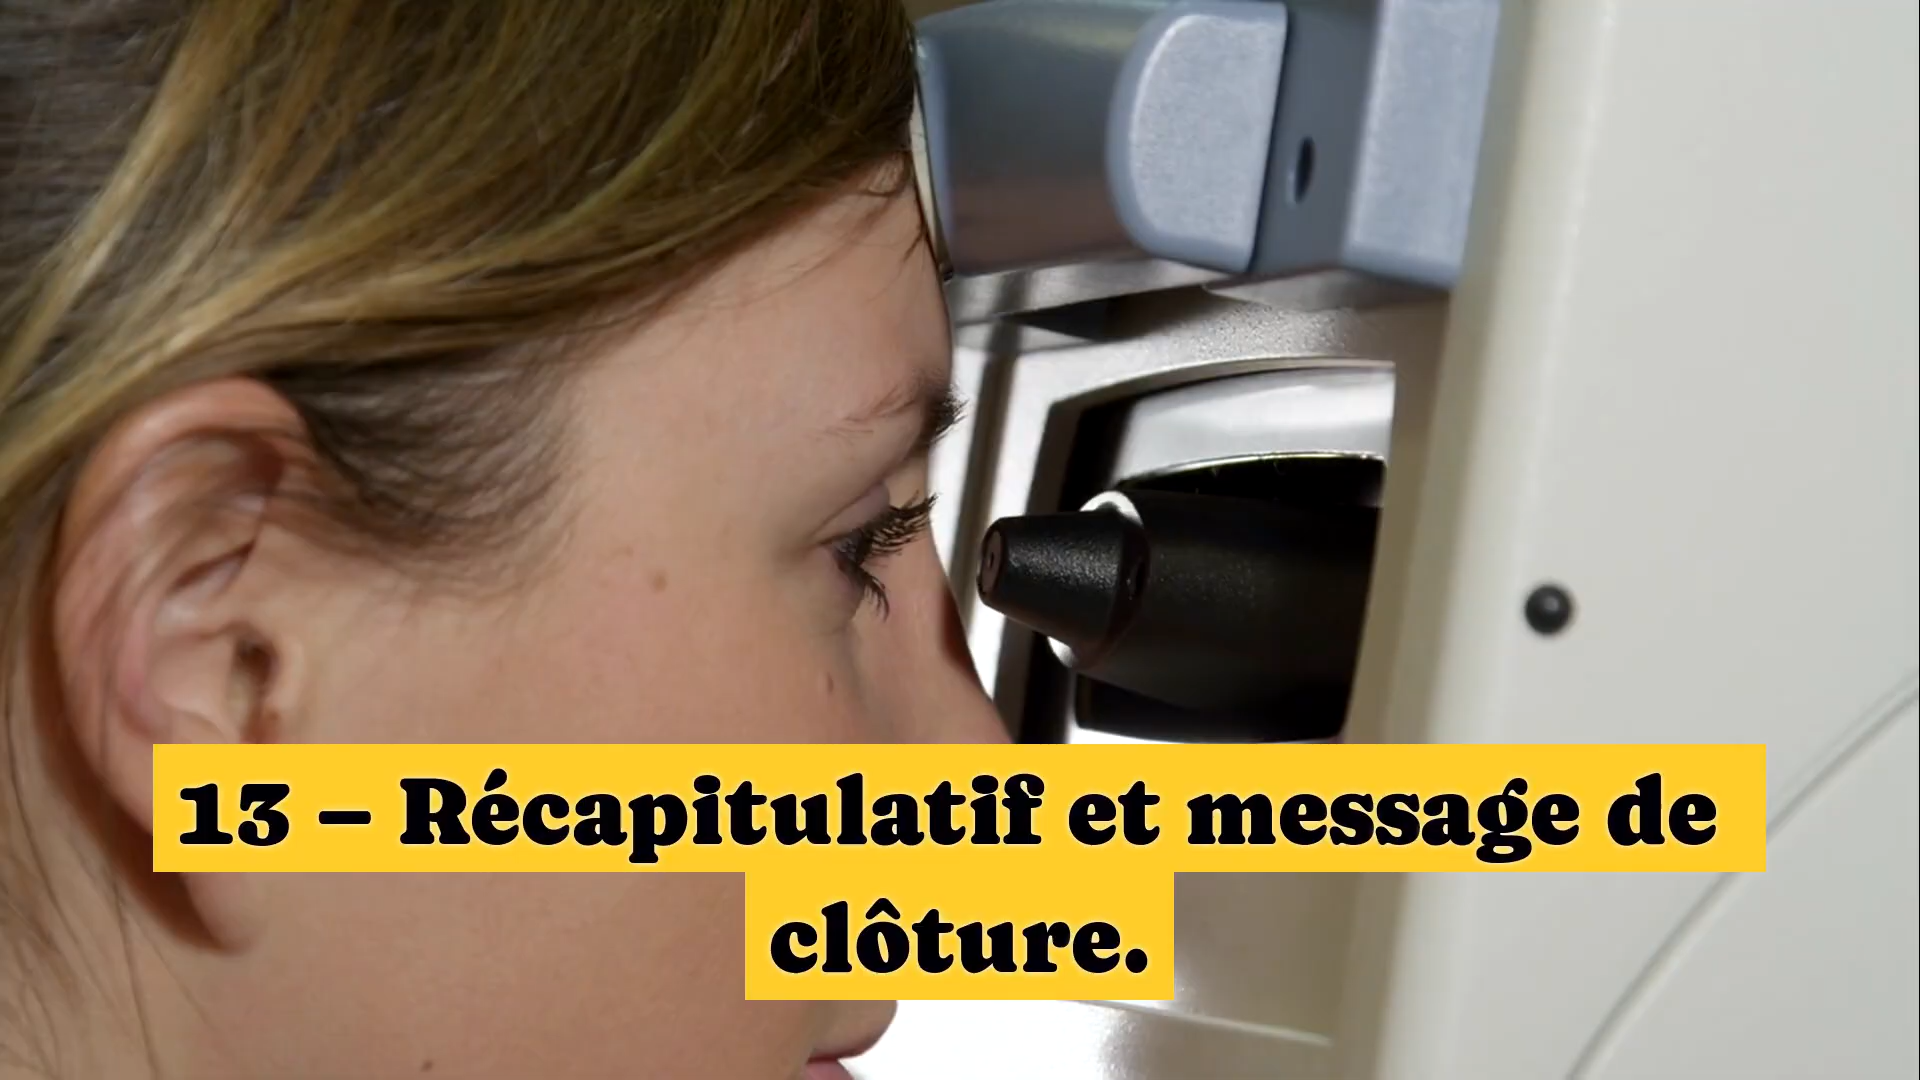 13 – Récapitulatif et message de
clôture.